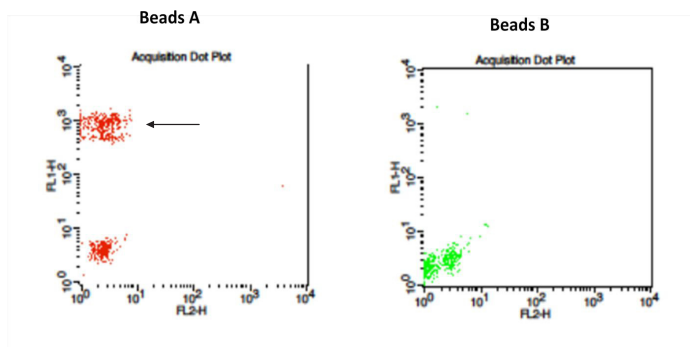 Beads A
Acquisition Dot Plot
10⁴
10³
10²
10¹
10⁰
FL1-H
10⁰ 10¹ 10² 10³ 10⁴
FL2-H
Beads B
Acquisition Dot Plot
10⁴
10³
10²
10¹
10⁰
FL1-H
10⁰ 10¹ 10² 10³ 10⁴
FL2-H